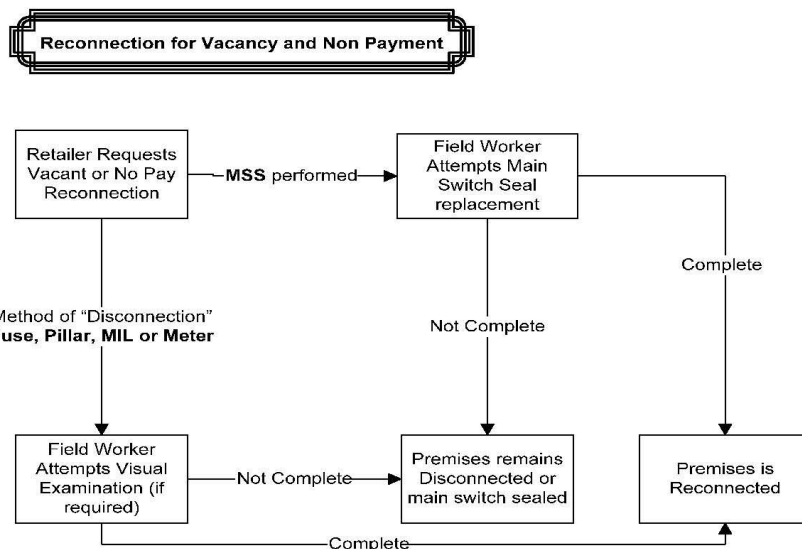 Reconnection for Vacancy and Non Payment
Retailer Requests
Vacant or No Pay
Reconnection
MSS performed
Field Worker
Attempts Main
Switch Seal
replacement
Complete
Method of “Disconnection”
use, Pillar, MIL or Meter
Not Complete
Field Worker
Attempts Visual
Examination (if
required)
Not Complete
Premises remains
Disconnected or
main switch sealed
Premises is
Reconnected
Complete